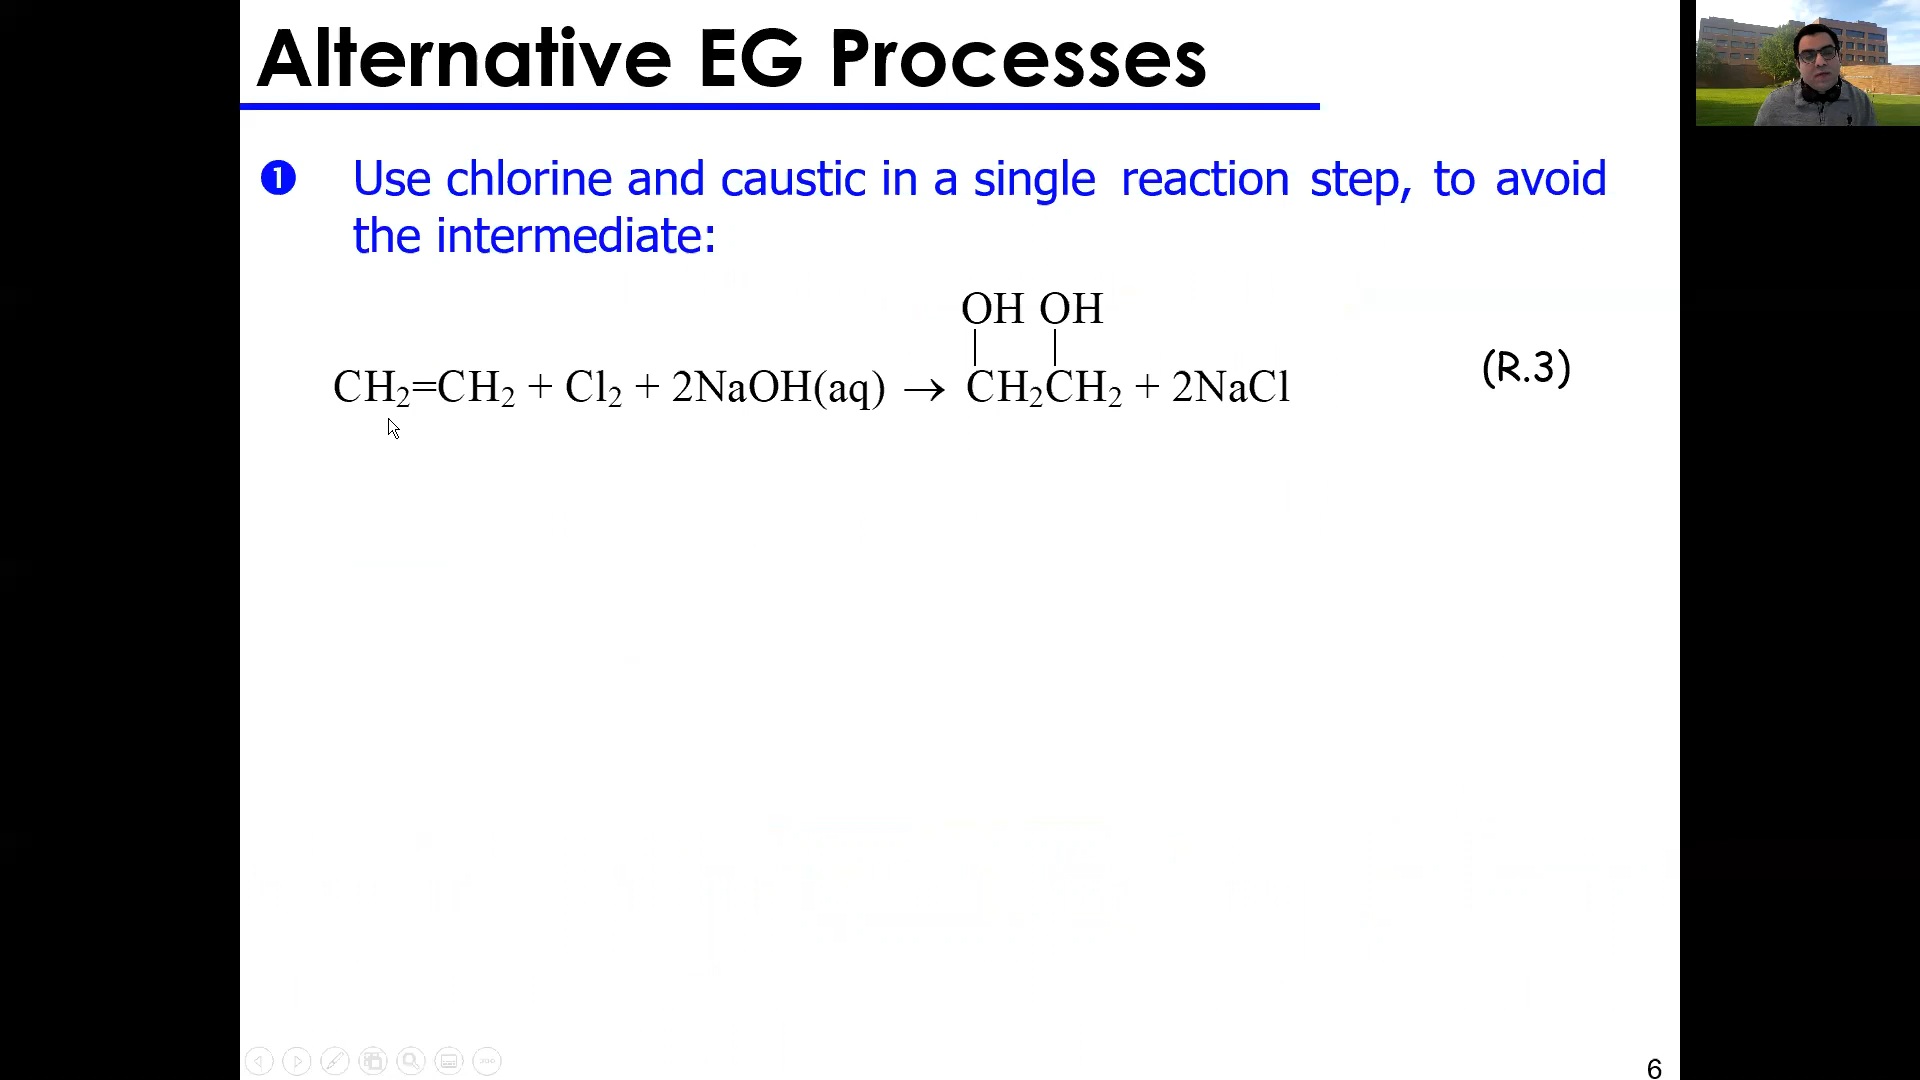 Alternative EG Processes
❶ Use chlorine and caustic in a single reaction step, to avoid
the intermediate:
OH OH
CH₂=CH₂ + Cl₂ + 2NaOH(aq) → CH₂CH₂ + 2NaCl
(R.3)
6